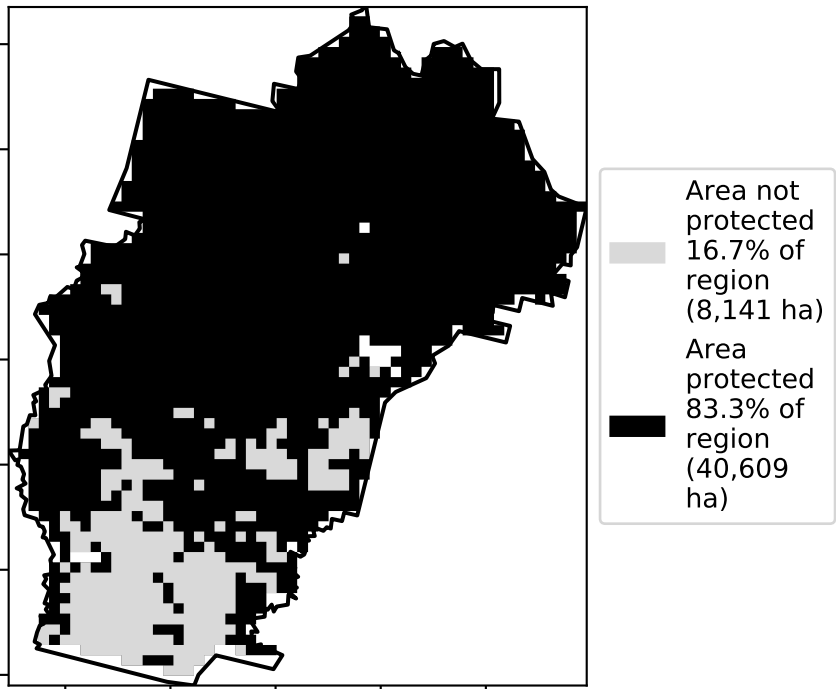 Area not
protected
16.7% of
region
(8,141 ha)
Area
protected
83.3% of
region
(40,609
ha)